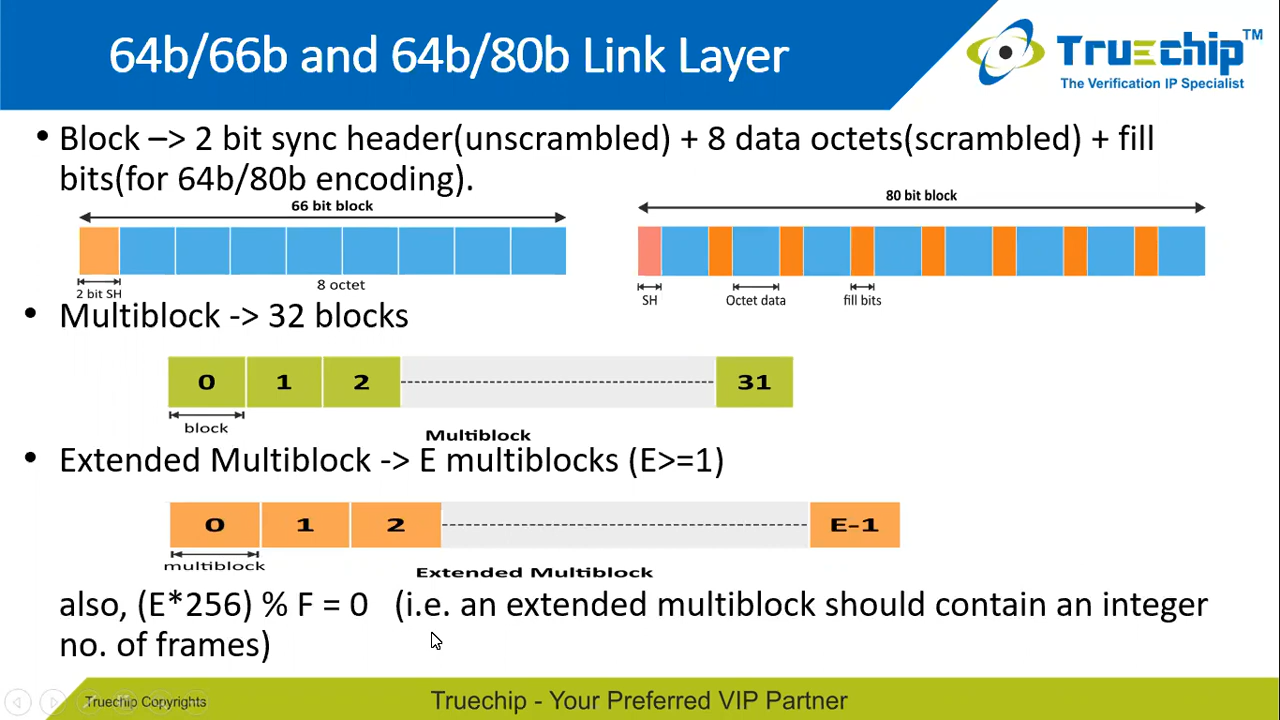 64b/66b and 64b/80b Link Layer
Truechip™
The Verification IP Specialist
• Block –> 2 bit sync header(unscrambled) + 8 data octets(scrambled) + fill
bits(for 64b/80b encoding).
66 bit block
80 bit block
2 bit SH
8 octet
SH
Octet data
fill bits
• Multiblock -> 32 blocks
0 1 2 31
block
Multiblock
• Extended Multiblock -> E multiblocks (E>=1)
0 1 2 E-1
multiblock
Extended Multiblock
also, (E*256) % F = 0 (i.e. an extended multiblock should contain an integer
no. of frames)
Truechip Copyrights
Truechip - Your Preferred VIP Partner